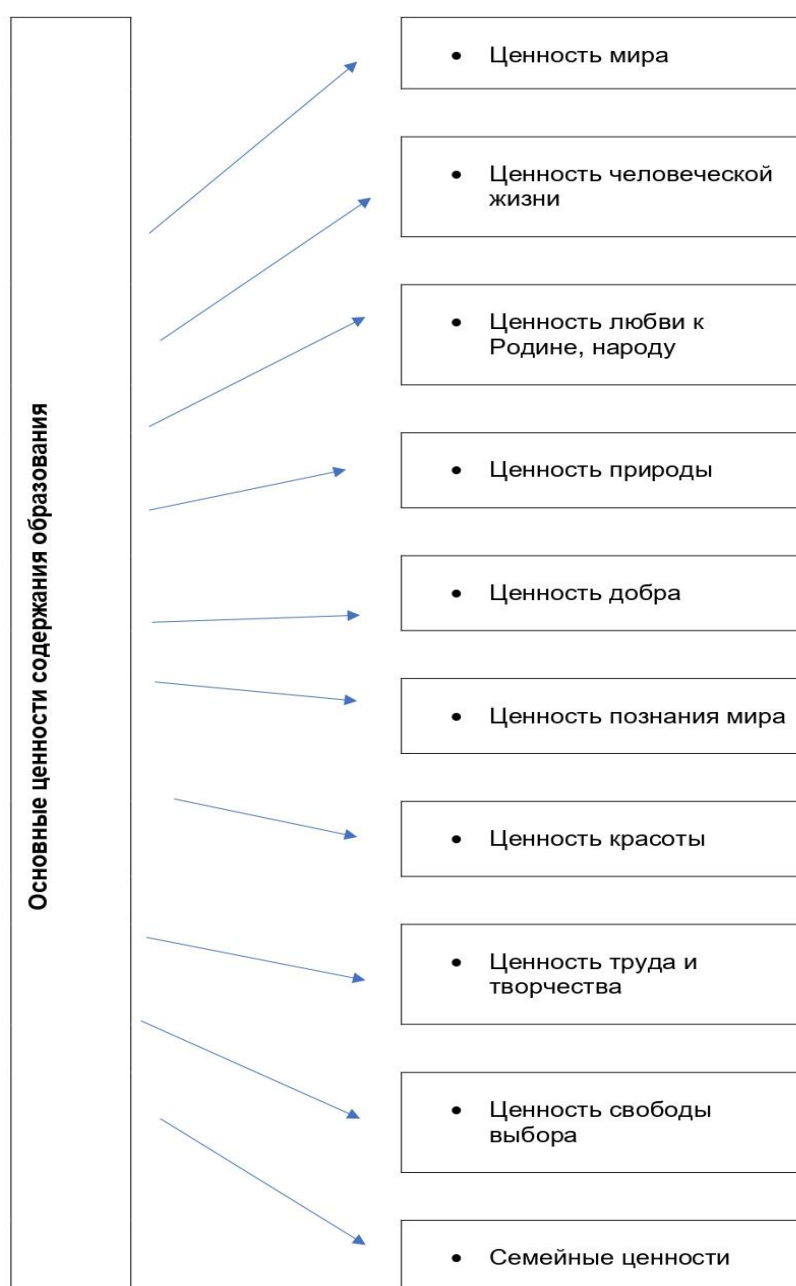 Основные ценности содержания образования
• Ценность мира
• Ценность человеческой
жизни
• Ценность любви к
Родине, народу
• Ценность природы
• Ценность добра
• Ценность познания мира
• Ценность красоты
• Ценность труда и
творчества
• Ценность свободы
выбора
• Семейные ценности